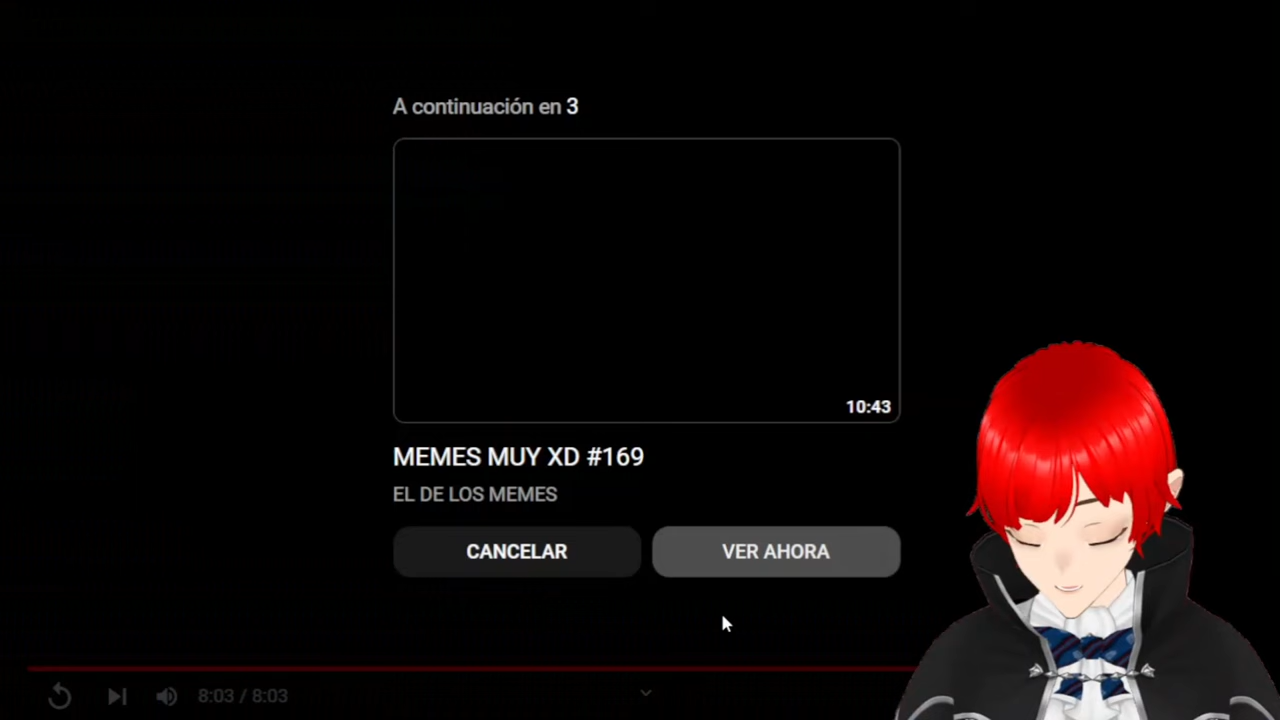 A continuación en 3
10:43
MEMES MUY XD #169
EL DE LOS MEMES
CANCELAR
VER AHORA
8:03 / 8:03